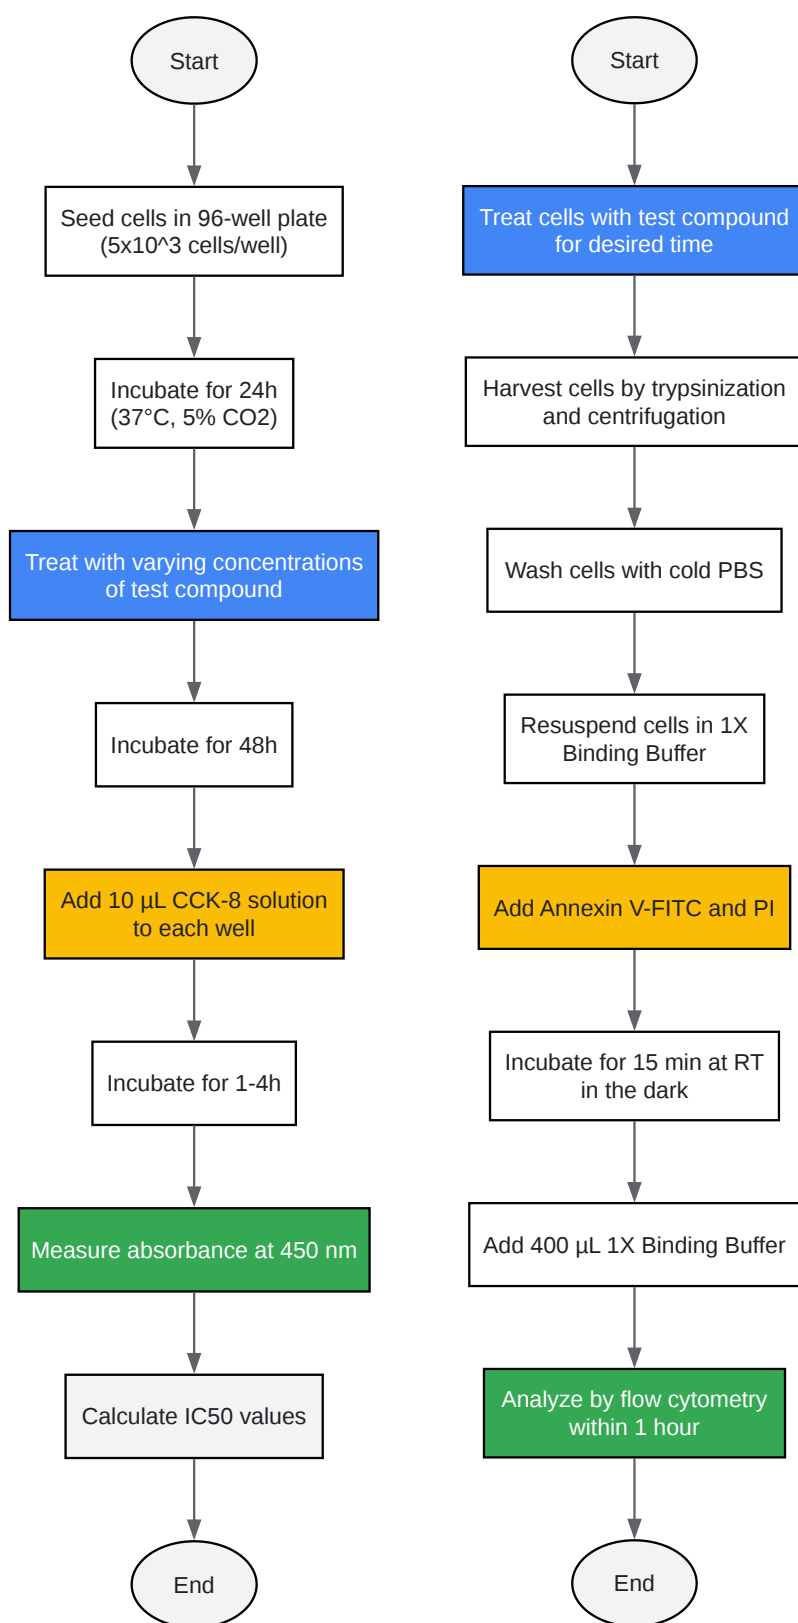 Start
Seed cells in 96-well plate
(5x10^3 cells/well)
Incubate for 24h
(37°C, 5% CO2)
Treat with varying concentrations
of test compound
Incubate for 48h
Add 10 µL CCK-8 solution
to each well
Incubate for 1-4h
Measure absorbance at 450 nm
Calculate IC50 values
End
Start
Treat cells with test compound
for desired time
Harvest cells by trypsinization
and centrifugation
Wash cells with cold PBS
Resuspend cells in 1X
Binding Buffer
Add Annexin V-FITC and PI
Incubate for 15 min at RT
in the dark
Add 400 µL 1X Binding Buffer
Analyze by flow cytometry
within 1 hour
End